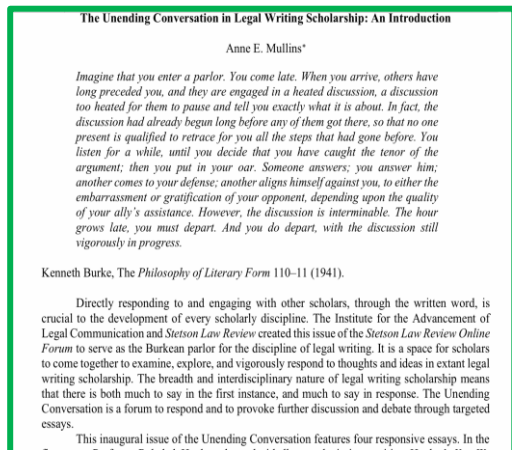 The Unending Conversation in Legal Writing Scholarship: An Introduction
Anne E. Mullins*
Imagine that you enter a parlor. You come late. When you arrive, others have
long preceded you, and they are engaged in a heated discussion, a discussion
too heated for them to pause and tell you exactly what it is about. In fact, the
discussion had already begun long before any of them got there, so that no one
present is qualified to retrace for you all the steps that had gone before. You
listen for a while, until you decide that you have caught the tenor of the
argument; then you put in your oar. Someone answers; you answer him;
another comes to your defense; another aligns himself against you, to either the
embarrassment or gratification of your opponent, depending upon the quality
of your ally's assistance. However, the discussion is interminable. The hour
grows late, you must depart. And you do depart, with the discussion still
vigorously in progress.
Kenneth Burke, The Philosophy of Literary Form 110–11 (1941).
Directly responding to and engaging with other scholars, through the written word, is
crucial to the development of every scholarly discipline. The Institute for the Advancement of
Legal Communication and Stetson Law Review created this issue of the Stetson Law Review Online
Forum to serve as the Burkean parlor for the discipline of legal writing. It is a space for scholars
to come together to examine, explore, and vigorously respond to thoughts and ideas in extant legal
writing scholarship. The breadth and interdisciplinary nature of legal writing scholarship means
that there is both much to say in the first instance, and much to say in response. The Unending
Conversation is a forum to respond and to provoke further discussion and debate through targeted
essays.
This inaugural issue of the Unending Conversation features four responsive essays. In the